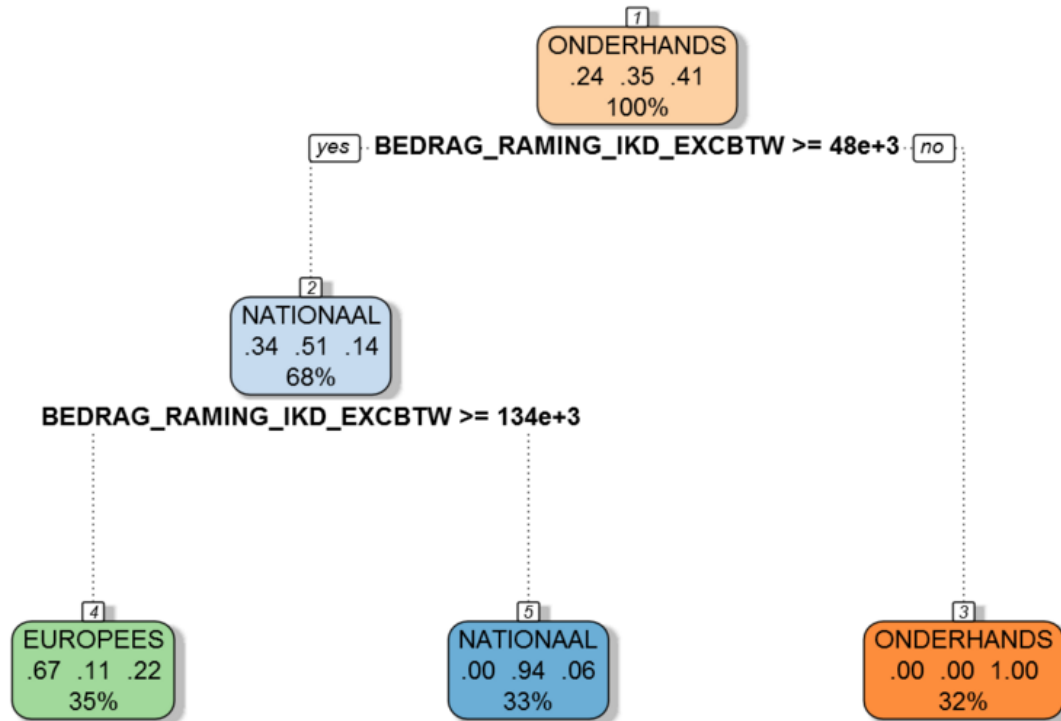 1
ONDERHANDS
.24 .35 .41
100%
yes BEDRAG_RAMING_IKD_EXCBTW >= 48e+3 no
2
NATIONAAL
.34 .51 .14
68%
BEDRAG_RAMING_IKD_EXCBTW >= 134e+3
4
EUROPEES
.67 .11 .22
35%
5
NATIONAAL
.00 .94 .06
33%
3
ONDERHANDS
.00 .00 1.00
32%